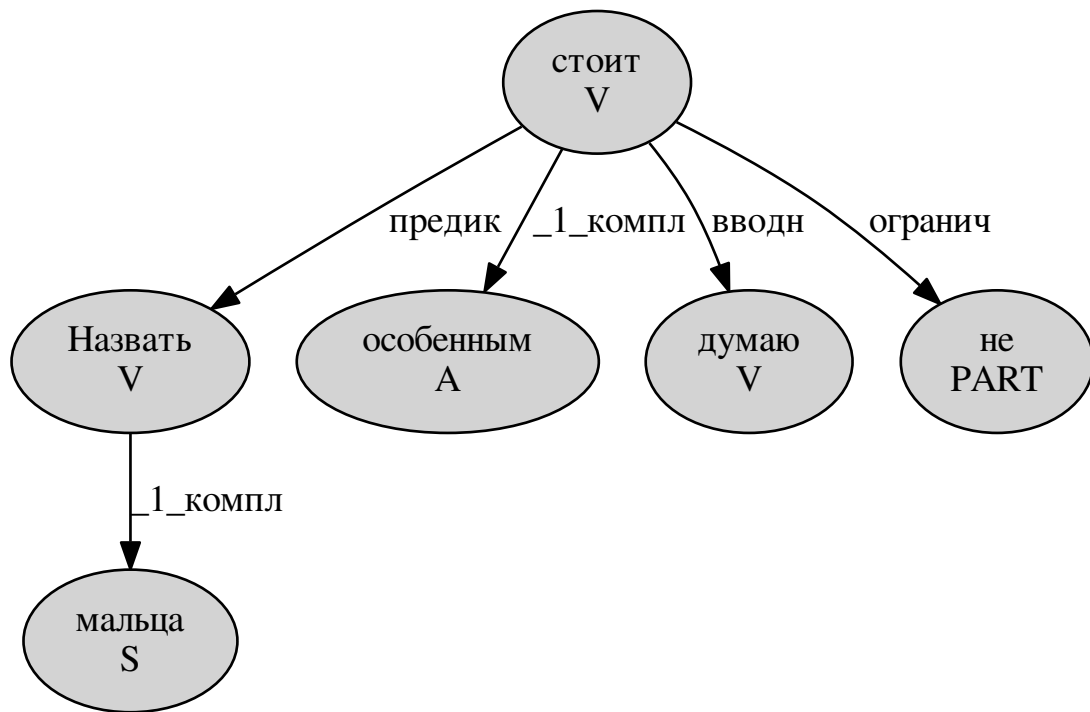 стоит
V
предик
_1_компл
вводн
огранич
Назвать
V
особенным
A
думаю
V
не
PART
_1_компл
мальца
S